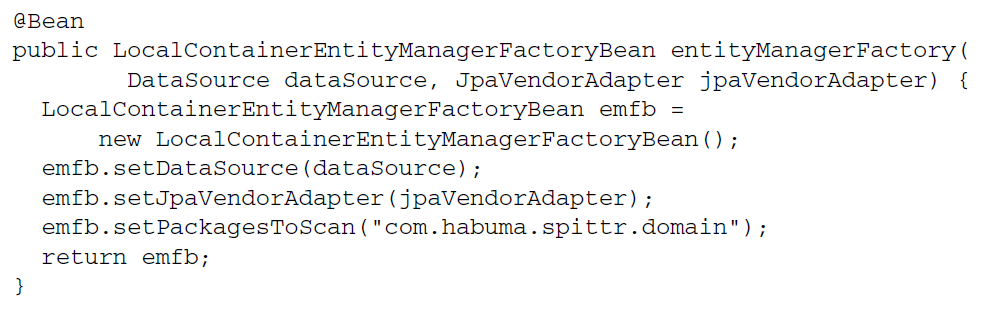 @Bean
public LocalContainerEntityManagerFactoryBean entityManagerFactory(
        DataSource dataSource, JpaVendorAdapter jpaVendorAdapter) {
  LocalContainerEntityManagerFactoryBean emfb =
      new LocalContainerEntityManagerFactoryBean();
  emfb.setDataSource(dataSource);
  emfb.setJpaVendorAdapter(jpaVendorAdapter);
  emfb.setPackagesToScan("com.habuma.spittr.domain");
  return emfb;
}